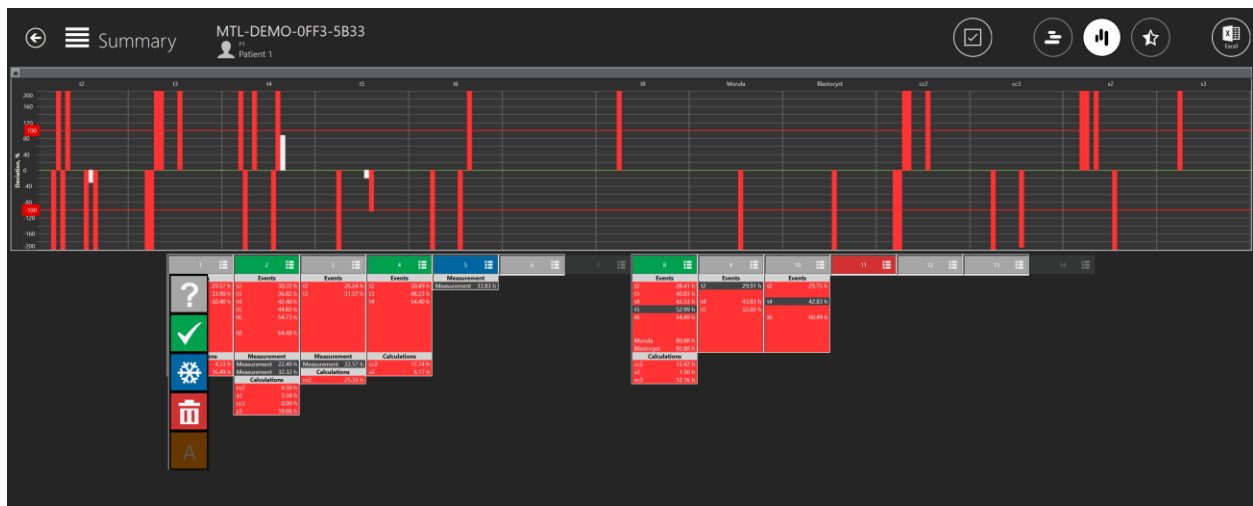 Summary
MTL-DEMO-0FF3-5B33
P1
Patient 1
Excel
t2 t3 t4 t5 t6 t8 Morula Blastocyst cc2 cc3 s2 s3
Deviation, %
200
160
120
100
80
40
0
-40
-80
-100
-120
-160
-200
1 2 3 4 5 6 7 8 9 10 11 12 13 14
Events Events Events Measurement Events Events Events
29.57 h t2 30.32 h t2 26.24 h t2 30.49 h Measurement 33.83 h t2 28.41 h t2 29.91 h t2 29.75 h
33.90 h t3 36.82 h t3 51.57 h t3 48.23 h t3 40.83 h
50.40 h t4 42.40 h t4 54.40 h t4 42.33 h t4 43.83 h t4 42.83 h
t5 44.82 h t5 52.99 h t5 52.82 h
t6 54.73 h t6 54.49 h t6 60.49 h
t8 64.48 h
Morula 80.80 h
Blastocyst 92.80 h
Measurement Measurement Calculations Calculations
4.33 h Measurement 22.49 h Measurement 22.57 h cc2 17.74 h cc2 12.42 h
16.49 h Measurement 32.32 h Calculations s2 6.17 h s2 1.50 h
Calculations cc2 25.33 h cc3 12.16 h
cc2 6.50 h
s2 5.58 h
cc3 8.00 h
s3 19.66 h
A